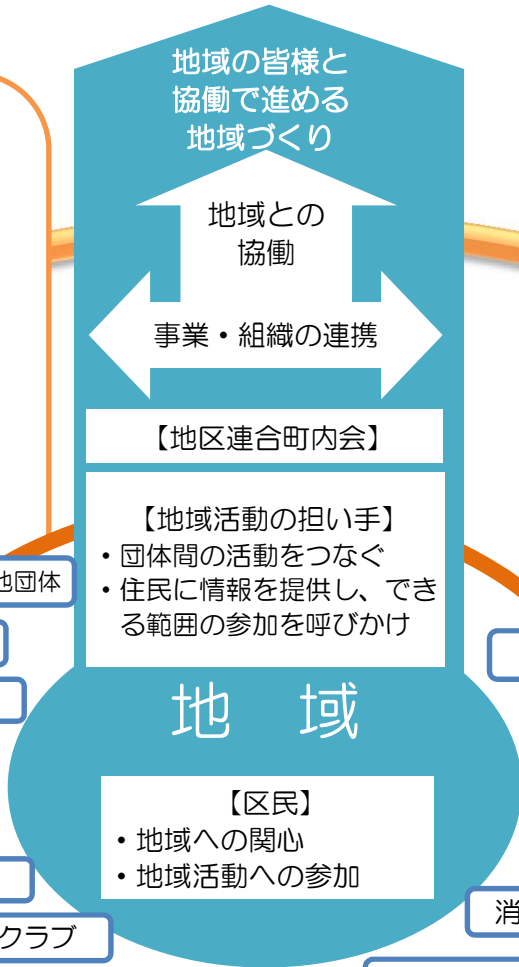 地域の皆様と
協働で進める
地域づくり
地域との
協働
事業・組織の連携
【地区連合町内会】
【地域活動の担い手】
・団体間の活動をつなぐ
・住民に情報を提供し、でき
る範囲の参加を呼びかけ
他団体
地 域
【区民】
・地域への関心
・地域活動への参加
消
クラブ